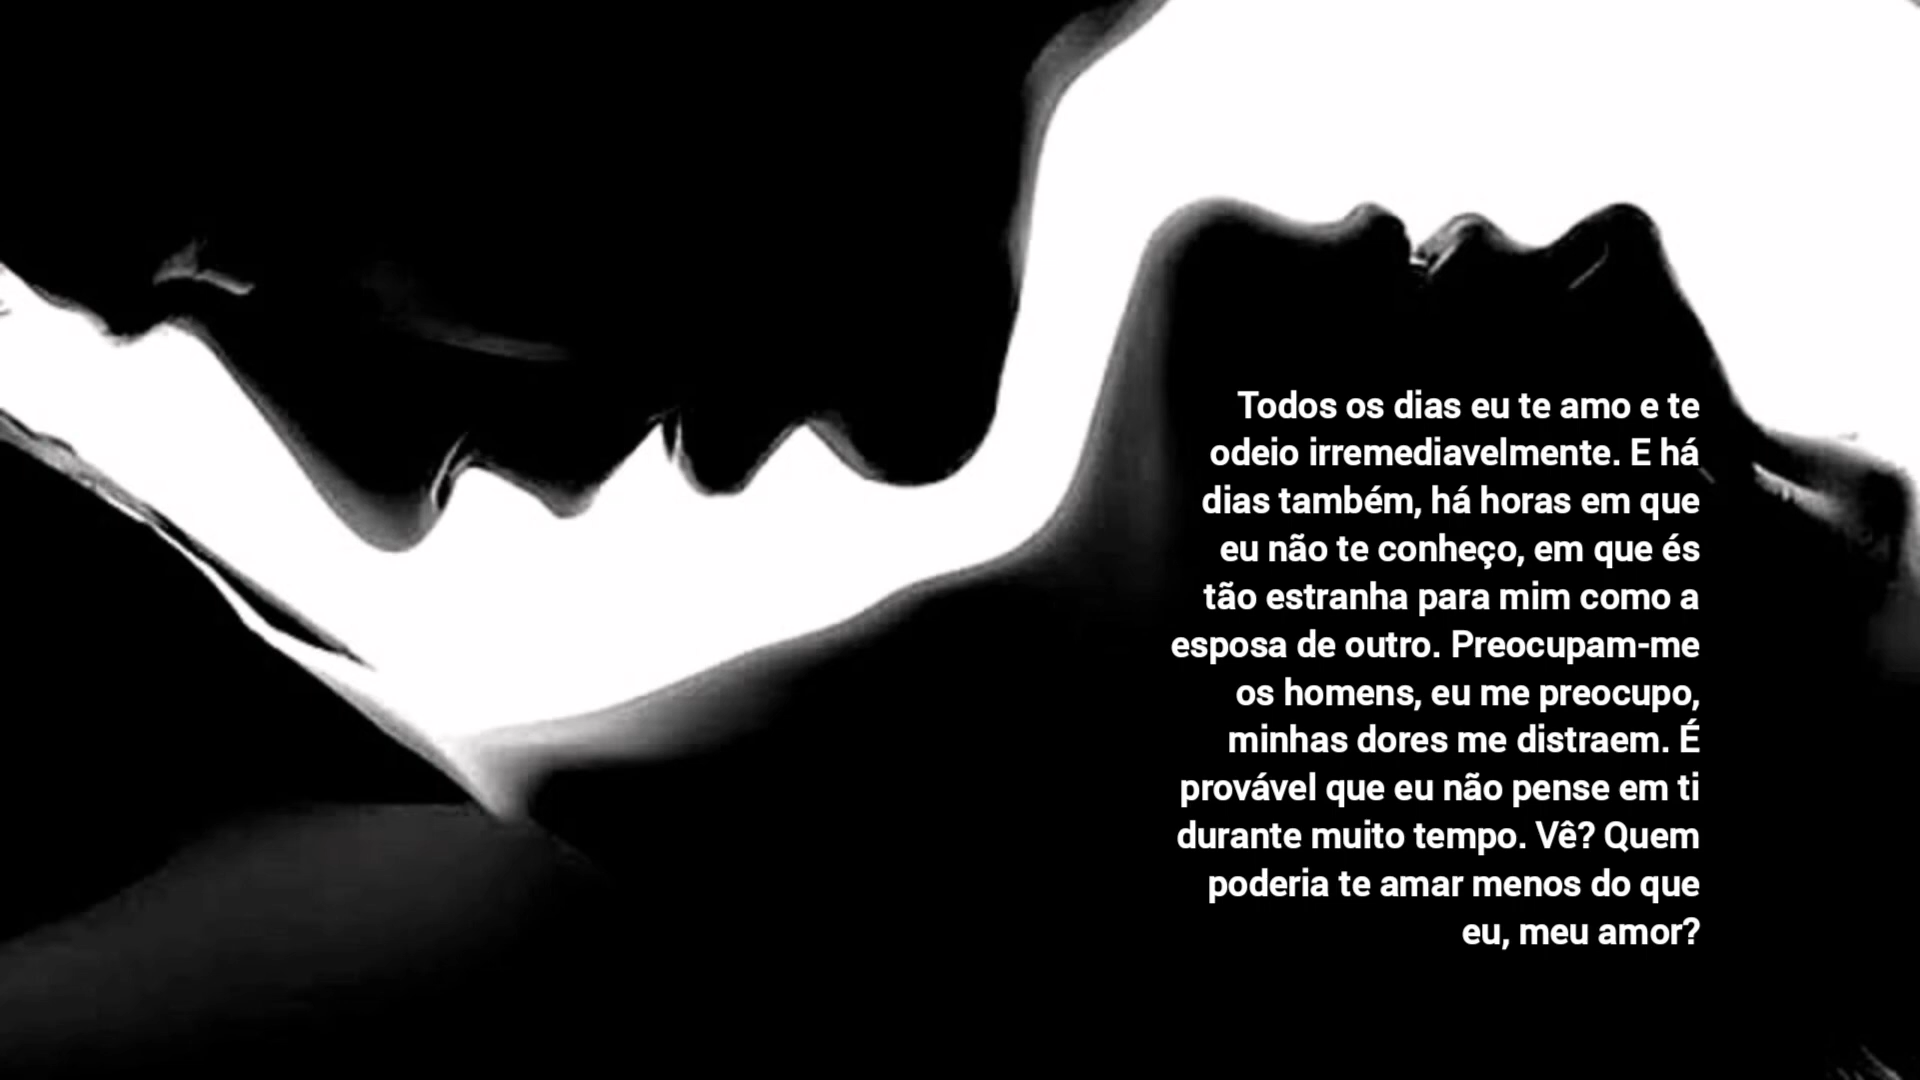 Todos os dias eu te amo e te
odeio irremediavelmente. E há
dias também, há horas em que
eu não te conheço, em que és
tão estranha para mim como a
esposa de outro. Preocupam-me
os homens, eu me preocupo,
minhas dores me distraem. É
provável que eu não pense em ti
durante muito tempo. Vê? Quem
poderia te amar menos do que
eu, meu amor?